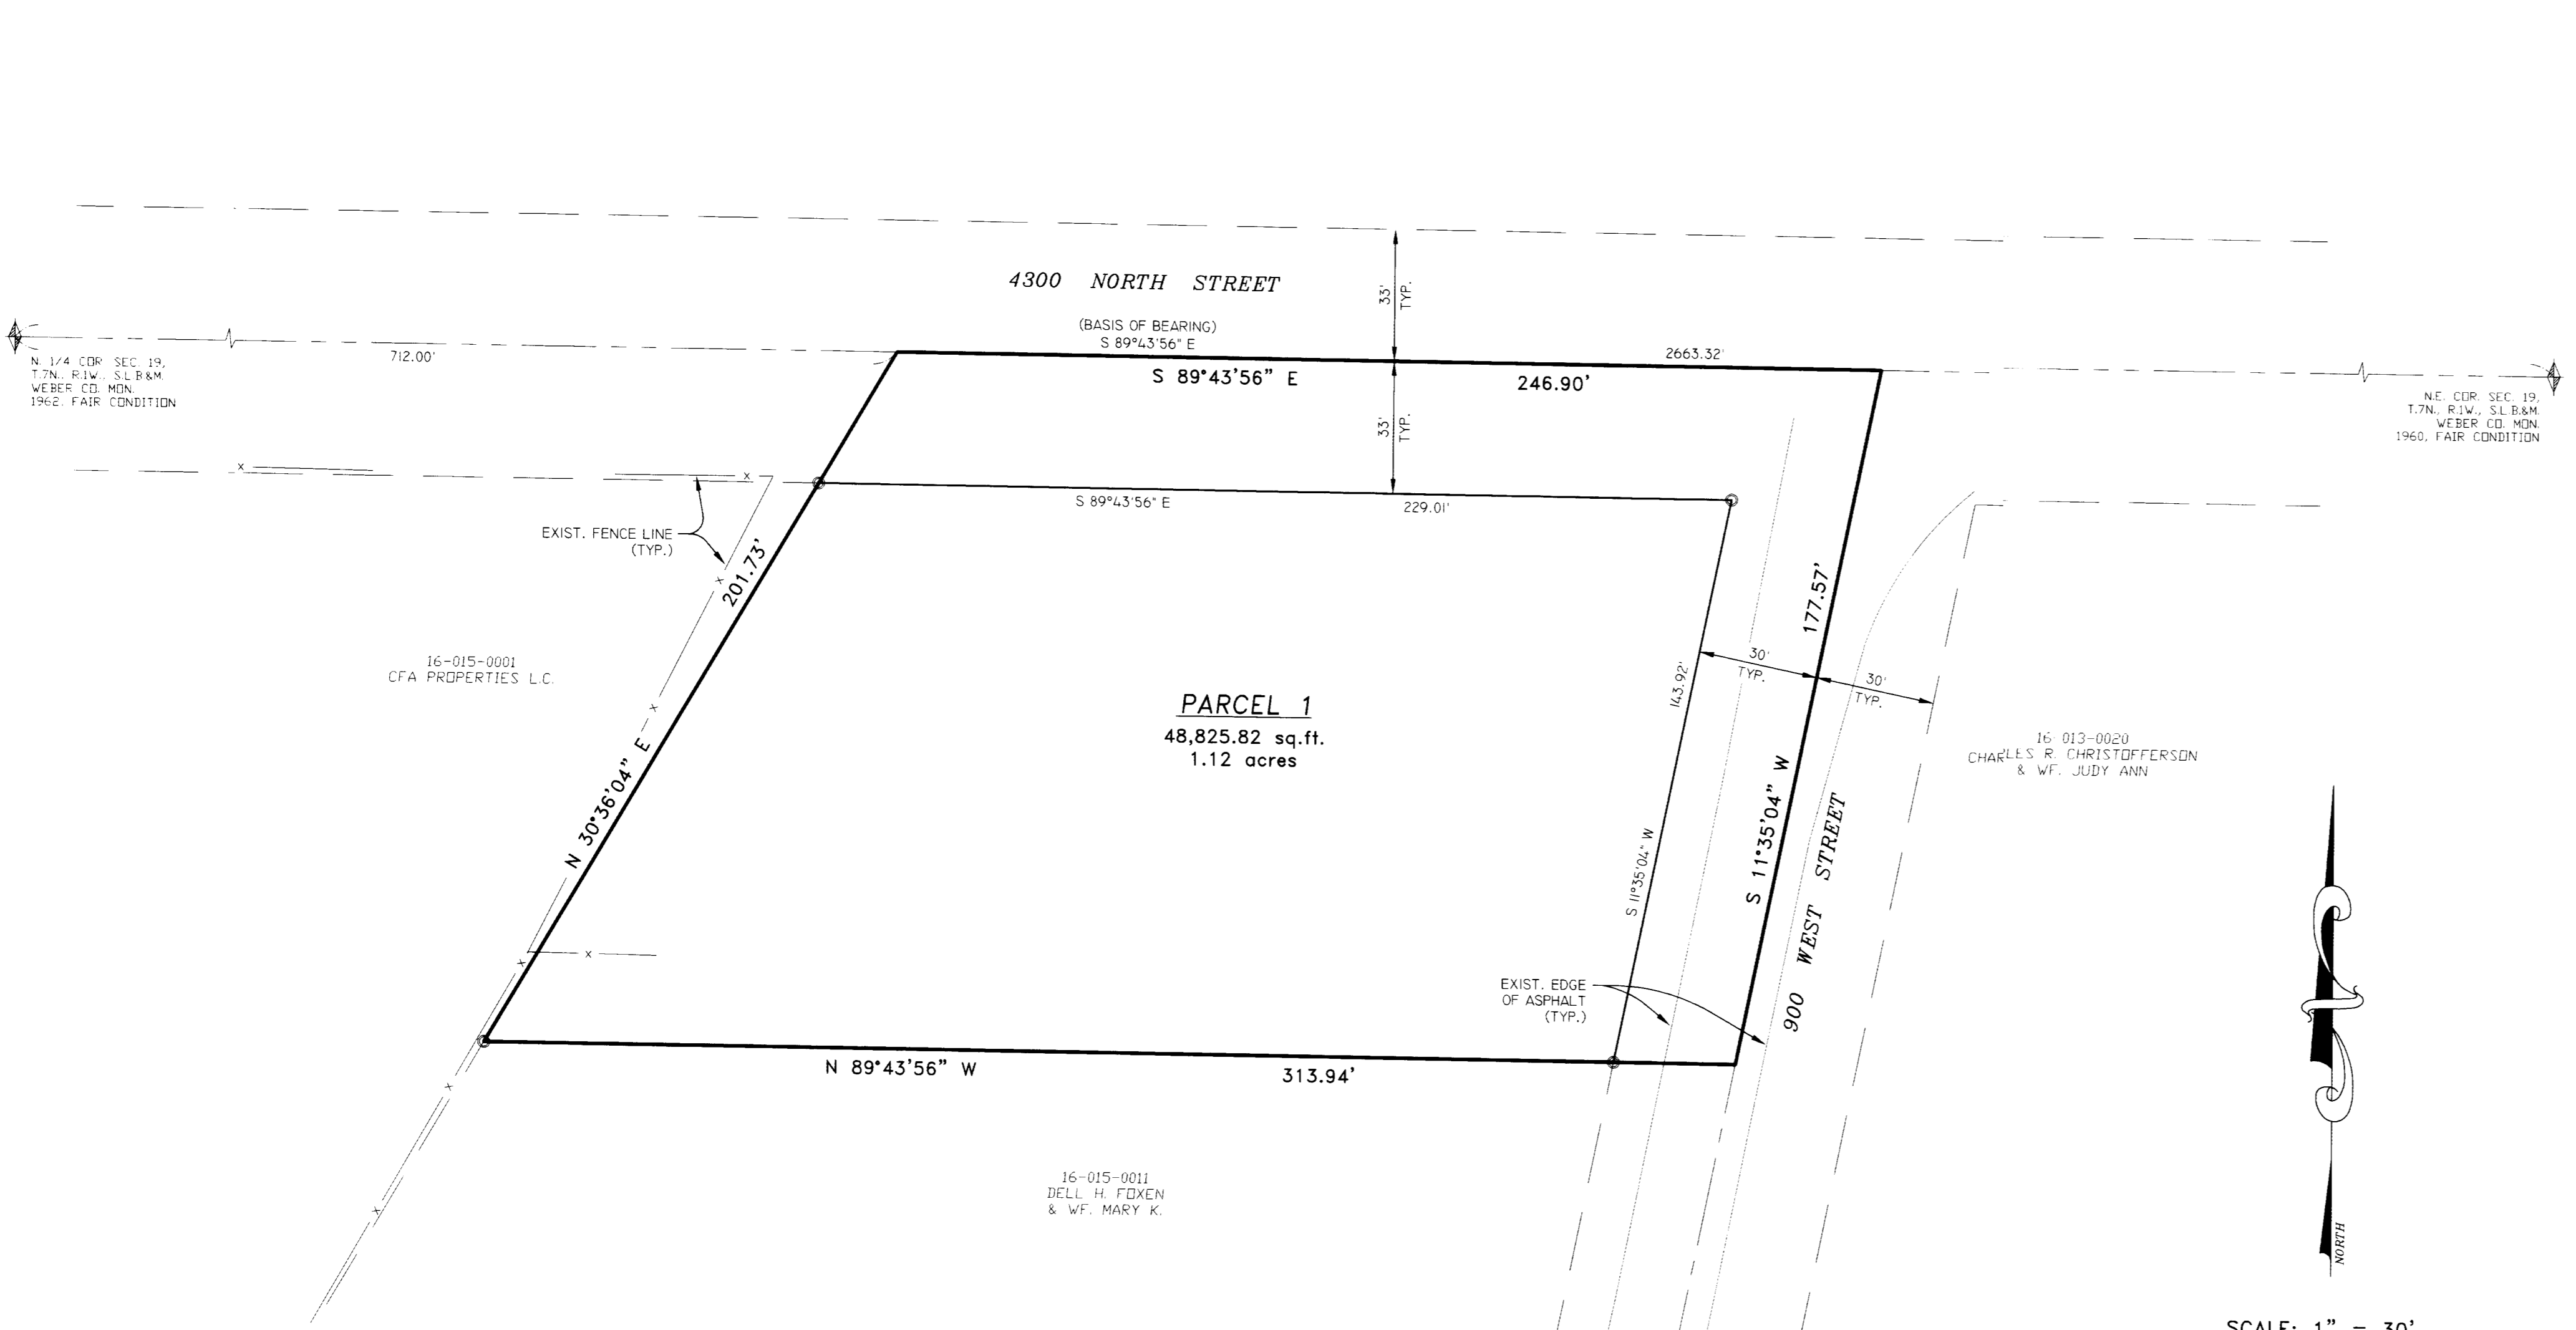 4300 NORTH STREET
33'
TYP.
(BASIS OF BEARING)
S 89°43'56" E
712.00'
2663.32'
N. 1/4 COR. SEC. 19,
T.7N., R.1W., S.L.B.&M.
WEBER CO. MON.
1962. FAIR CONDITION
S 89°43'56" E
246.90'
N.E. COR. SEC. 19,
T.7N., R.1W., S.L.B.&M.
WEBER CO. MON.
1960, FAIR CONDITION
33'
TYP.
x
x
S 89°43'56" E
229.01'
EXIST. FENCE LINE
(TYP.)
x
201.73'
177.57'
16-015-0001
CFA PROPERTIES L.C.
x
N 30°36'04" E
PARCEL 1
48,825.82 sq.ft.
1.12 acres
143.92'
30'
TYP.
30'
TYP.
S 11°35'04" W
S 11°35'04" W
900 WEST STREET
16 013-0020
CHARLES R. CHRISTOFFERSON
& WF. JUDY ANN
x
x
EXIST. EDGE
OF ASPHALT
(TYP.)
N 89°43'56" W
313.94'
x
x
16-015-0011
DELL H. FOXEN
& WF. MARY K.
NORTH
SCALE: 1" = 30'